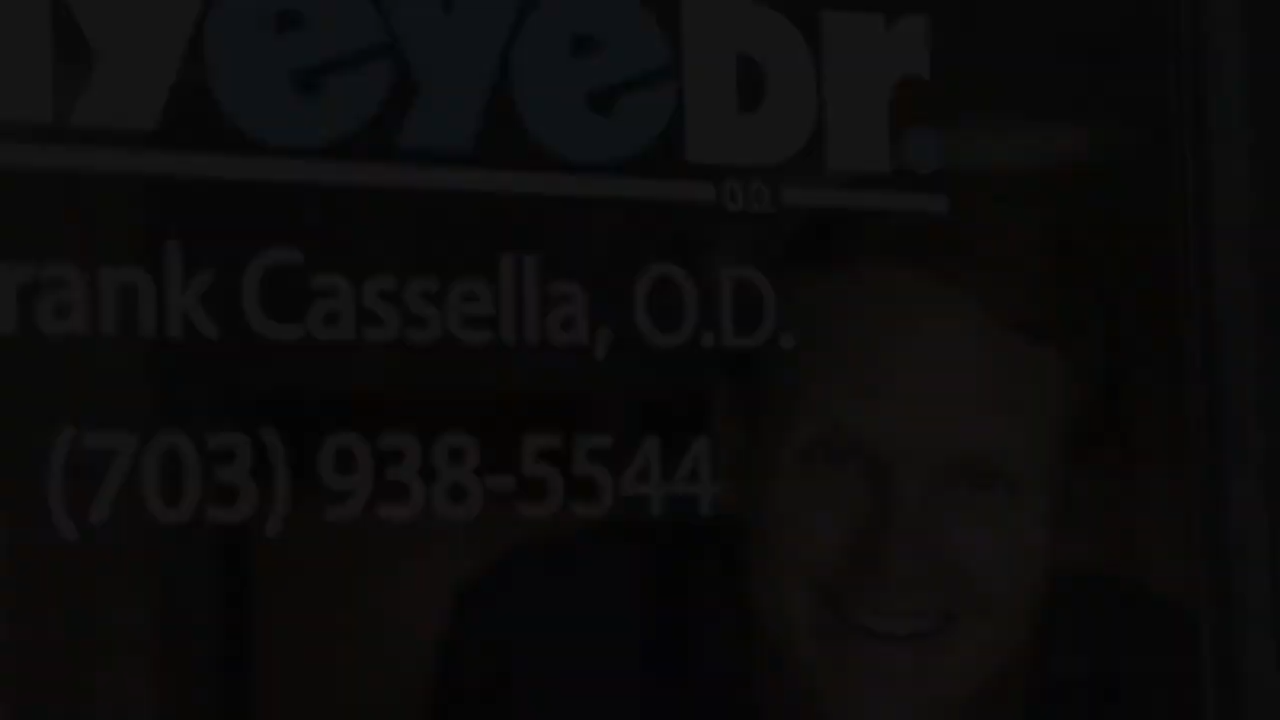 eyeDr.
O.D.
rank Cassella, O.D.
(703) 938-5544